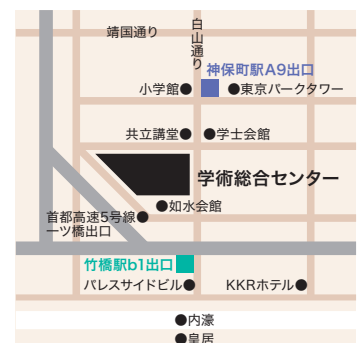 靖国通り
白山通り
神保町駅A9出口
小学館●
●東京パークタワー
共立講堂●
●学士会館
学術総合センター
●如水会館
首都高速5号線●
一ツ橋出口
竹橋駅b1出口
パレスサイドビル●
KKRホテル●
●内濠
●皇居